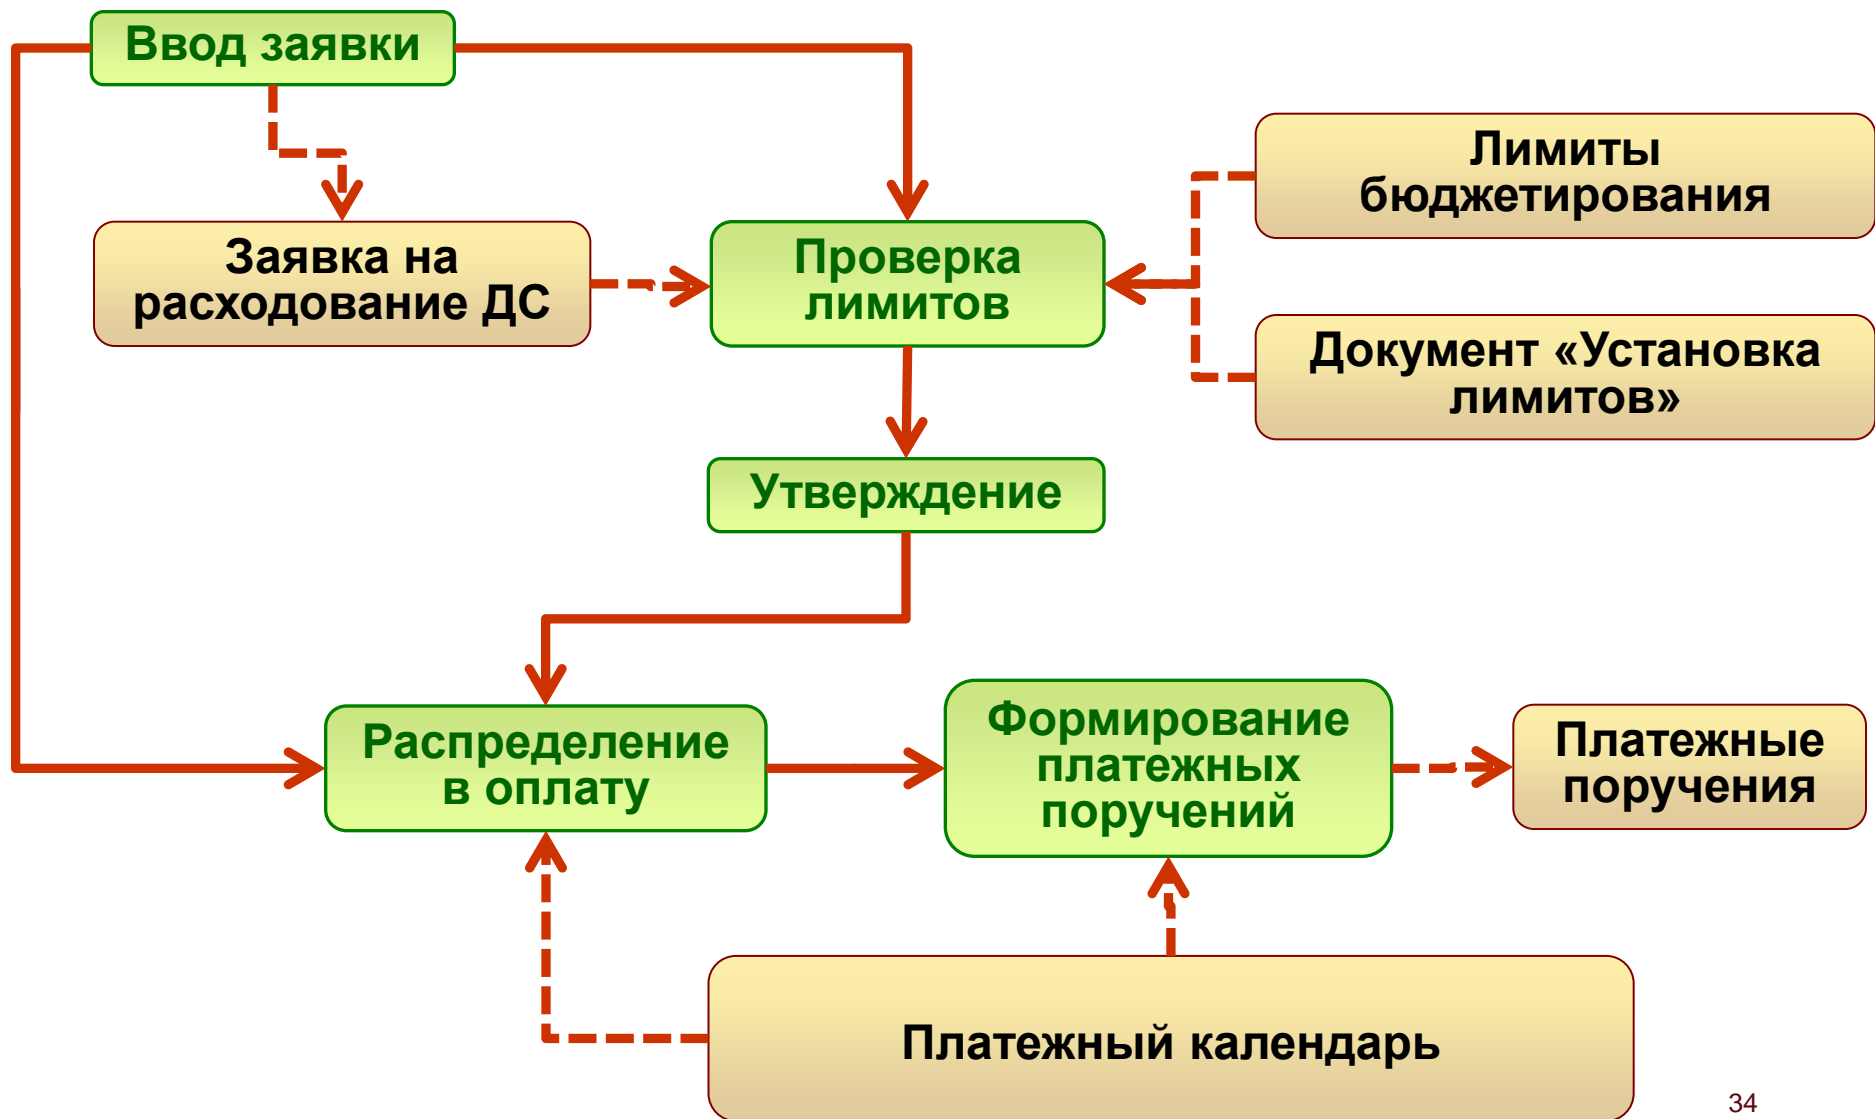 Ввод заявки
Лимиты
бюджетирования
Заявка на
расходование ДС
Проверка
лимитов
Документ «Установка
лимитов»
Утверждение
Распределение
в оплату
Формирование
платежных
поручений
Платежные
поручения
Платежный календарь
34